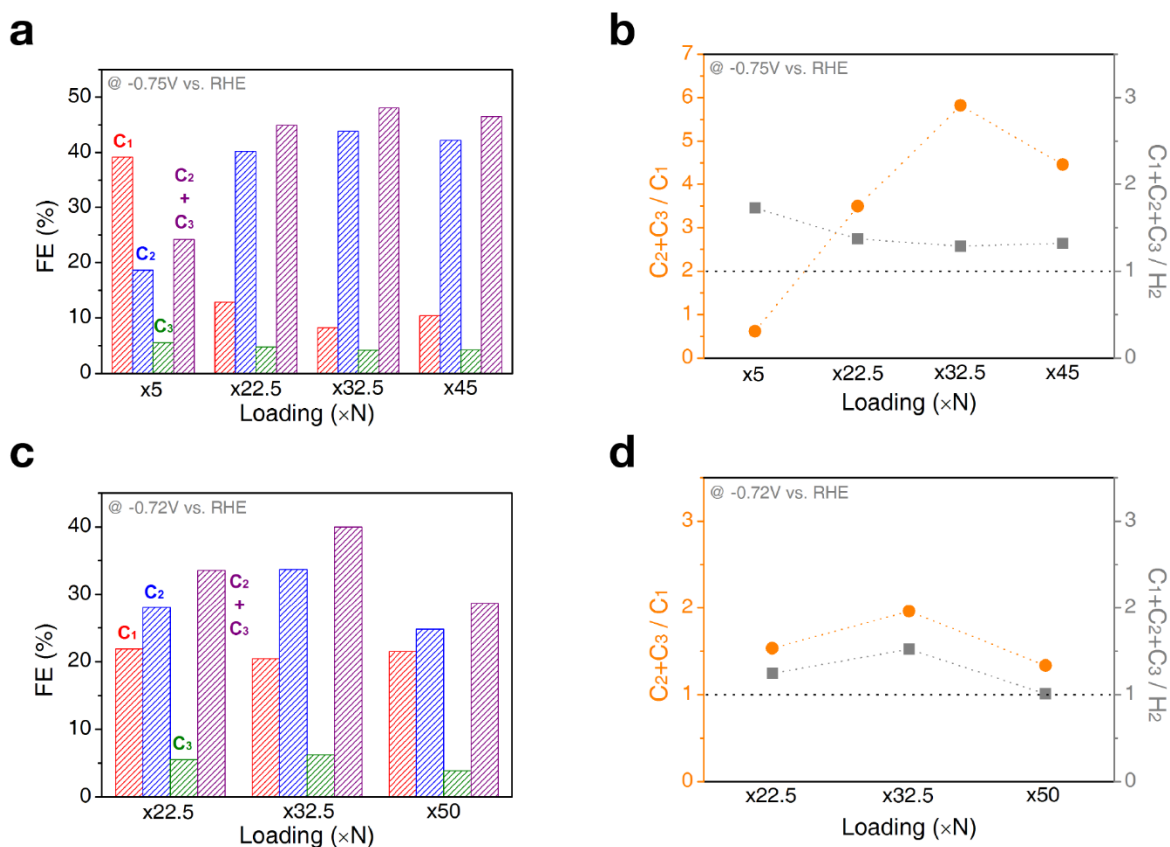 a
@ -0.75V vs. RHE
FE (%)
50
40
30
20
10
0
C₁
C₂
C₃
C₂
+
C₃
x5 x22.5 x32.5 x45
Loading (×N)
b
@ -0.75V vs. RHE
C₂+C₃ / C₁
7
6
5
4
3
2
1
0
3
2
1
0
C₁+C₂+C₃ / H₂
x5 x22.5 x32.5 x45
Loading (×N)
c
@ -0.72V vs. RHE
FE (%)
40
30
20
10
0
C₁
C₂
C₃
C₂
+
C₃
x22.5 x32.5 x50
Loading (×N)
d
@ -0.72V vs. RHE
C₂+C₃ / C₁
3
2
1
0
3
2
1
0
C₁+C₂+C₃ / H₂
x22.5 x32.5 x50
Loading (×N)